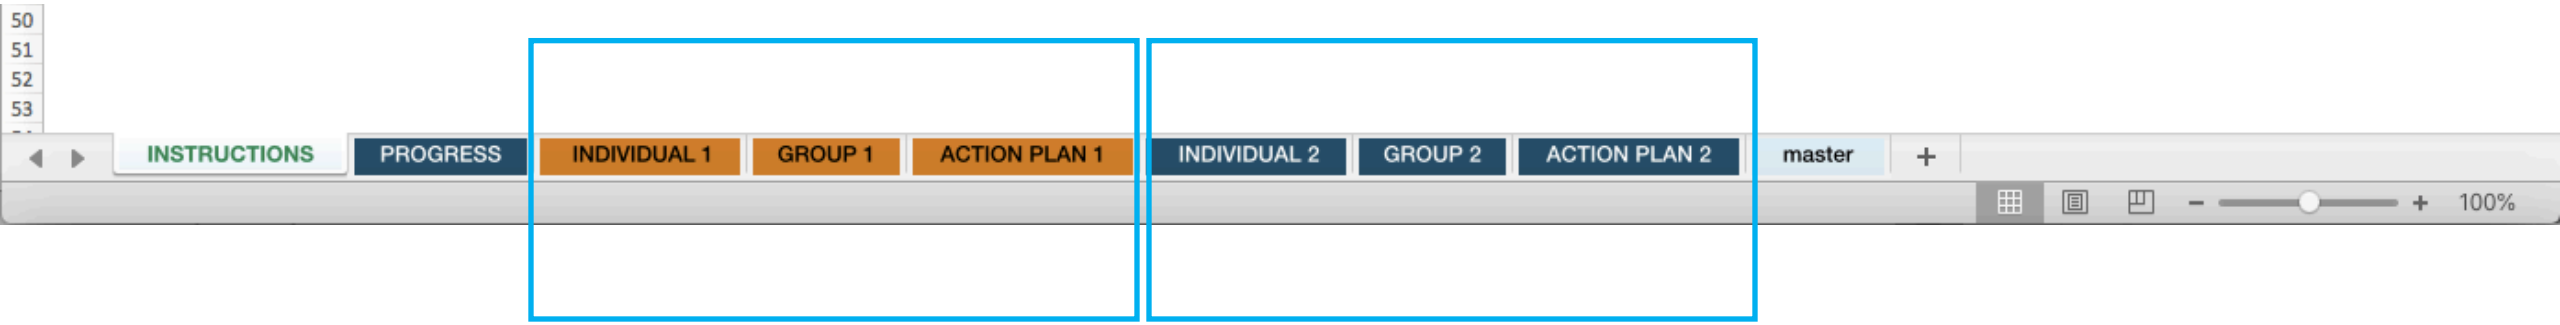 50
51
52
53
INSTRUCTIONS PROGRESS INDIVIDUAL 1 GROUP 1 ACTION PLAN 1 INDIVIDUAL 2 GROUP 2 ACTION PLAN 2 master +
− + 100%